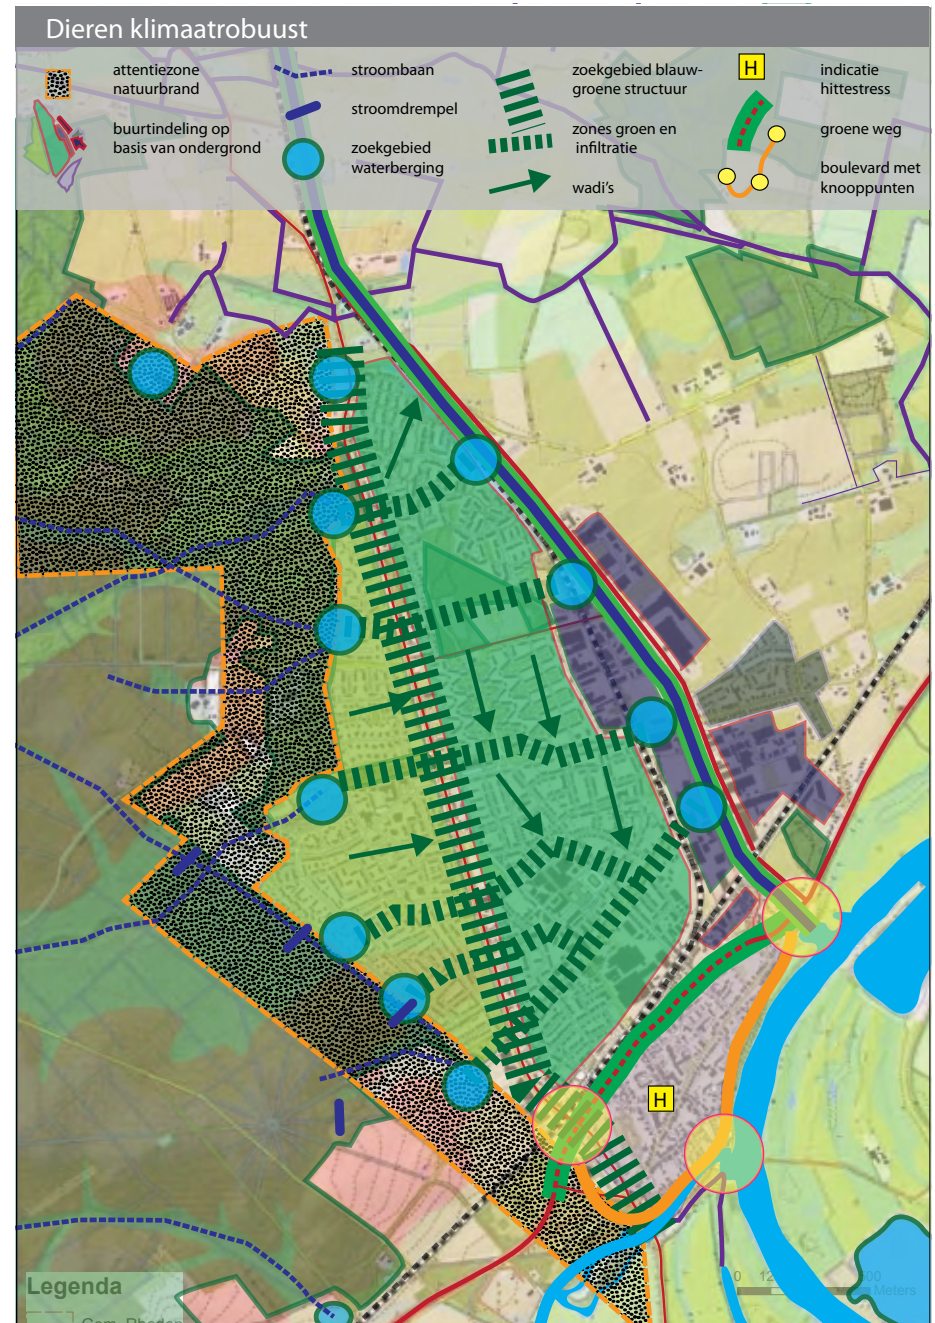 Dieren klimaatrobuust
attentiezone
natuurbrand
buurtindeling op
basis van ondergrond
stroombaan
stroomdrempel
zoekgebied
waterberging
zoekgebied blauw-
groene structuur
zones groen en
infiltratie
wadi's
H
indicatie
hittestress
groene weg
boulevard met
knooppunten
H
Legenda
0
Meters